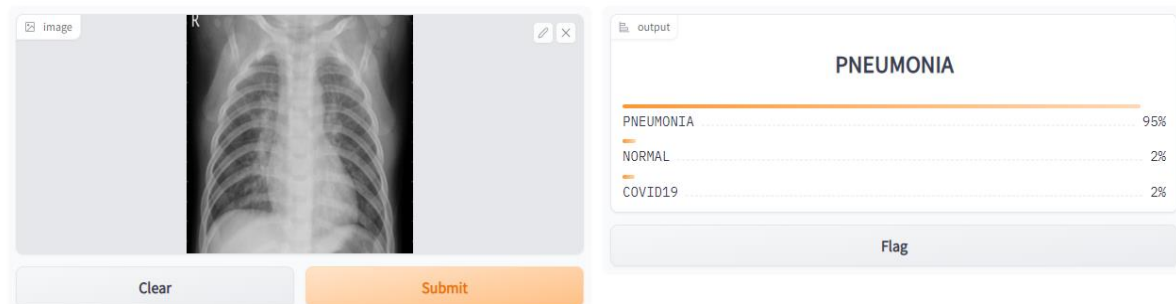 image
R
Clear
Submit
output
PNEUMONIA
PNEUMONIA 95%
NORMAL 2%
COVID19 2%
Flag